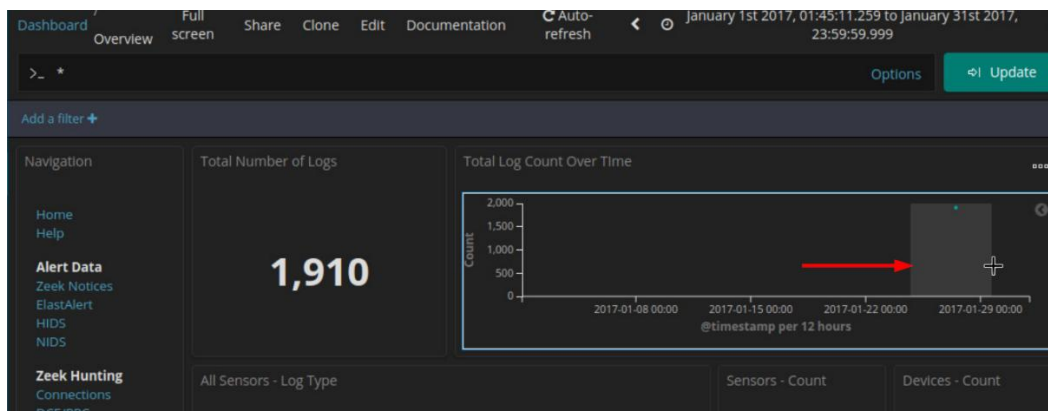 Dashboard / Overview
Full screen
Share
Clone
Edit
Documentation
Auto-refresh
January 1st 2017, 01:45:11.259 to January 31st 2017, 23:59:59.999
>_ *
Options
Update
Add a filter +
Navigation
Home
Help
Alert Data
Zeek Notices
ElastAlert
HIDS
NIDS
Zeek Hunting
Connections
Total Number of Logs
1,910
Total Log Count Over TIme
Count
2,000
1,500
1,000
500
0
2017-01-08 00:00
2017-01-15 00:00
2017-01-22 00:00
2017-01-29 00:00
@timestamp per 12 hours
All Sensors - Log Type
Sensors - Count
Devices - Count